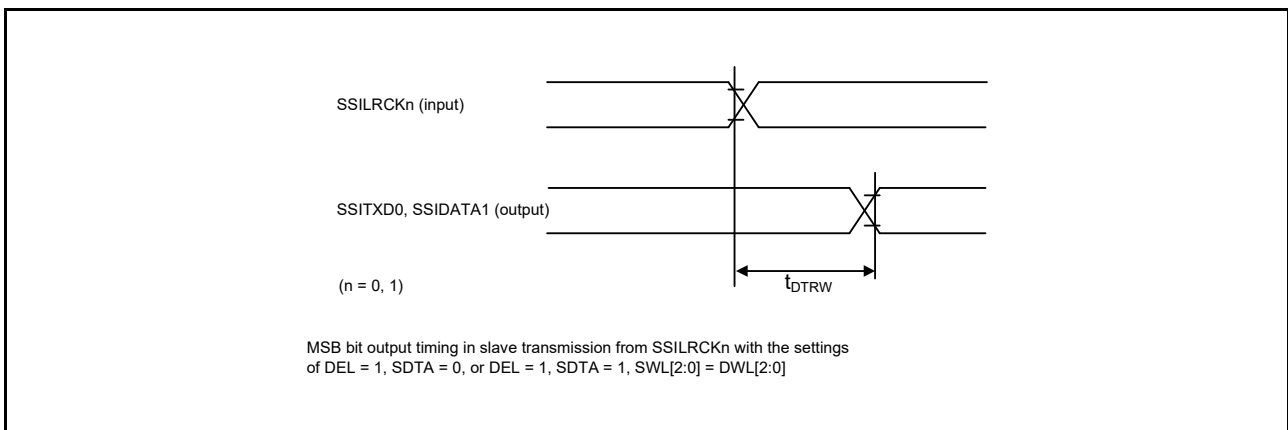 SSILRCKn (input)
SSITXD0, SSIDATA1 (output)
(n = 0, 1)
tDTRW
MSB bit output timing in slave transmission from SSILRCKn with the settings
of DEL = 1, SDTA = 0, or DEL = 1, SDTA = 1, SWL[2:0] = DWL[2:0]